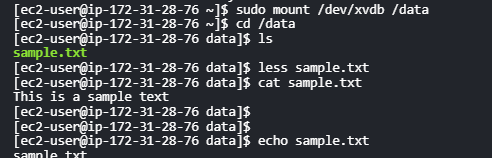 [ec2-user@ip-172-31-28-76 ~]$ sudo mount /dev/xvdb /data
[ec2-user@ip-172-31-28-76 ~]$ cd /data
[ec2-user@ip-172-31-28-76 data]$ ls
sample.txt
[ec2-user@ip-172-31-28-76 data]$ less sample.txt
[ec2-user@ip-172-31-28-76 data]$ cat sample.txt
This is a sample text
[ec2-user@ip-172-31-28-76 data]$
[ec2-user@ip-172-31-28-76 data]$
[ec2-user@ip-172-31-28-76 data]$ echo sample.txt
sample.txt